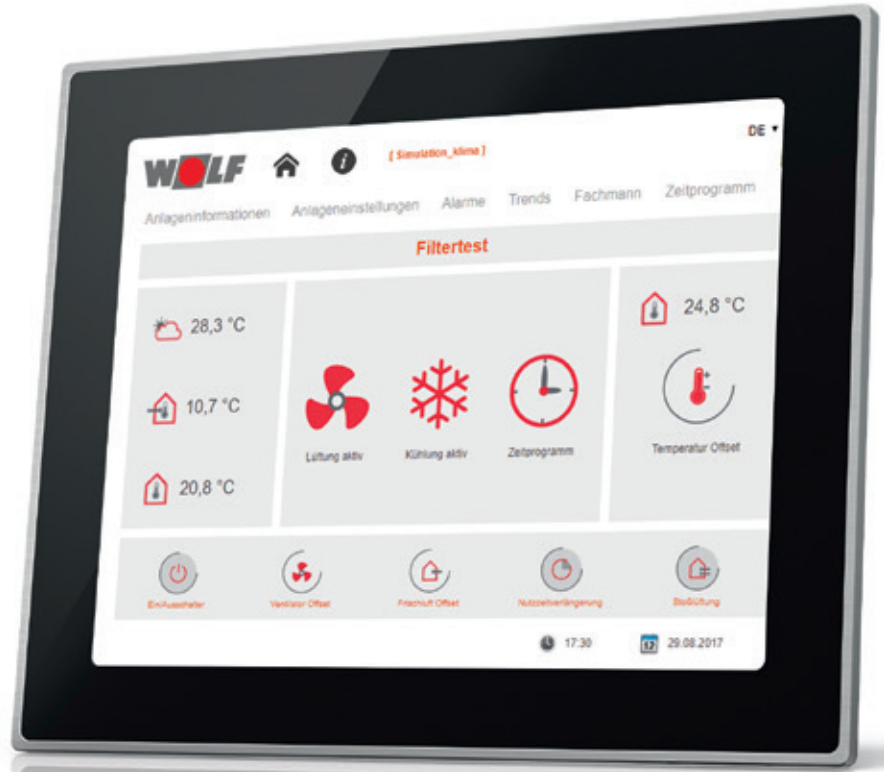 WOLF
[ Simulation_klima ]
DE
Anlageninformationen Anlageneinstellungen Alarme Trends Fachmann Zeitprogramm
Filtertest
28,3 °C
10,7 °C
20,8 °C
Lüftung aktiv
Kühlung aktiv
Zeitprogramm
24,8 °C
Temperatur Offset
Ein/Ausschalter
Ventilator Offset
Frischluft Offset
Nutzzeitverlängerung
Stoßlüftung
17:30
12
29.08.2017